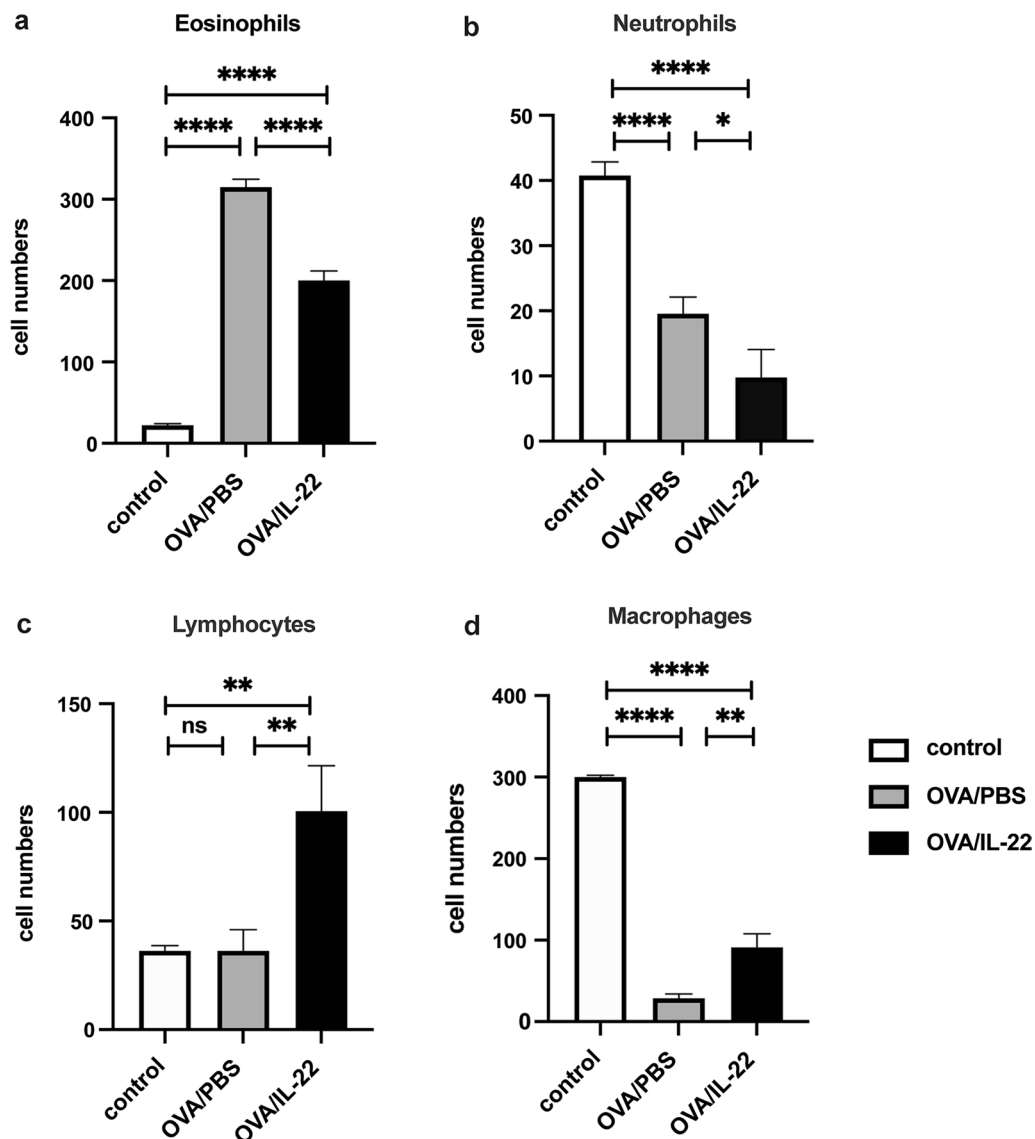 a
Eosinophils
****
**** ****
400
300
200
100
0
cell numbers
control
OVA/PBS
OVA/IL-22
b
Neutrophils
****
**** *
50
40
30
20
10
0
cell numbers
control
OVA/PBS
OVA/IL-22
c
Lymphocytes
**
ns **
150
100
50
0
cell numbers
control
OVA/PBS
OVA/IL-22
d
Macrophages
****
**** **
400
300
200
100
0
cell numbers
control
OVA/PBS
OVA/IL-22
control
OVA/PBS
OVA/IL-22